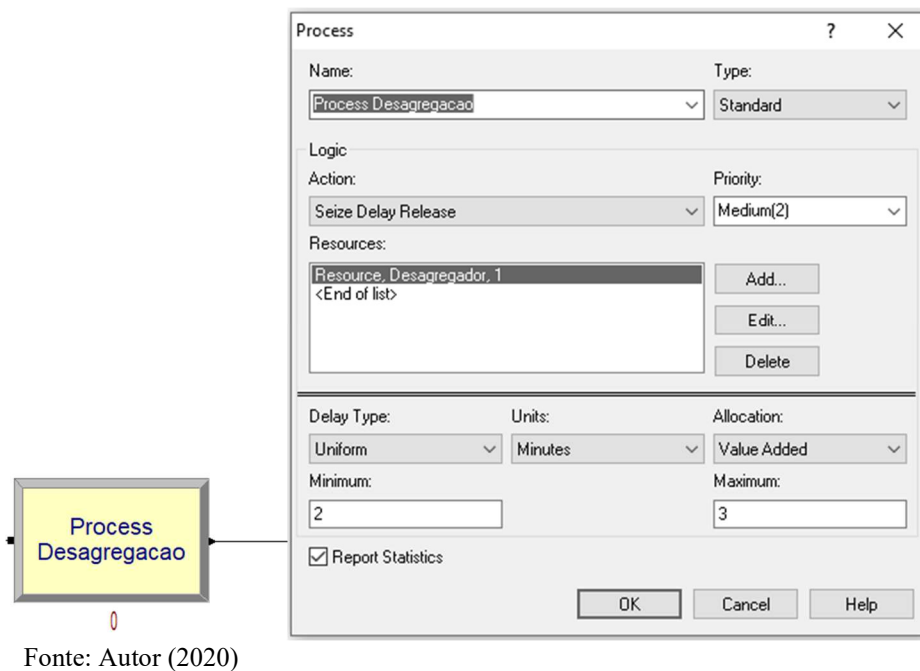 Process ? ×
Name: Type:
Process Desagregacao Standard
Logic
Action: Priority:
Seize Delay Release Medium(2)
Resources:
Resource, Desagregador, 1
<End of list>
Add...
Edit...
Delete
Delay Type: Units: Allocation:
Uniform Minutes Value Added
Minimum: Maximum:
2 3
Report Statistics
OK Cancel Help
Process
Desagregacao
0
Fonte: Autor (2020)